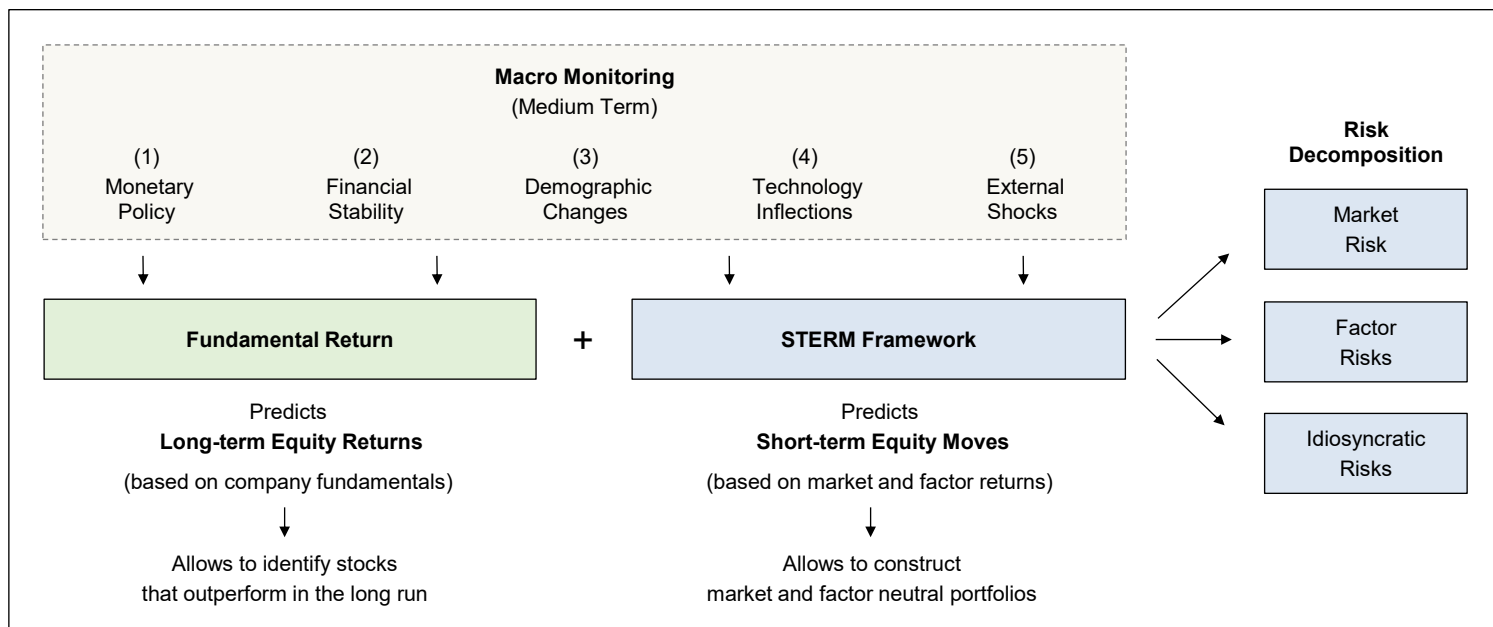 Macro Monitoring
(Medium Term)
(1)
Monetary
Policy
(2)
Financial
Stability
(3)
Demographic
Changes
(4)
Technology
Inflections
(5)
External
Shocks
Fundamental Return
+
STERM Framework
Predicts
Long-term Equity Returns
(based on company fundamentals)
Allows to identify stocks
that outperform in the long run
Predicts
Short-term Equity Moves
(based on market and factor returns)
Allows to construct
market and factor neutral portfolios
Risk
Decomposition
Market
Risk
Factor
Risks
Idiosyncratic
Risks